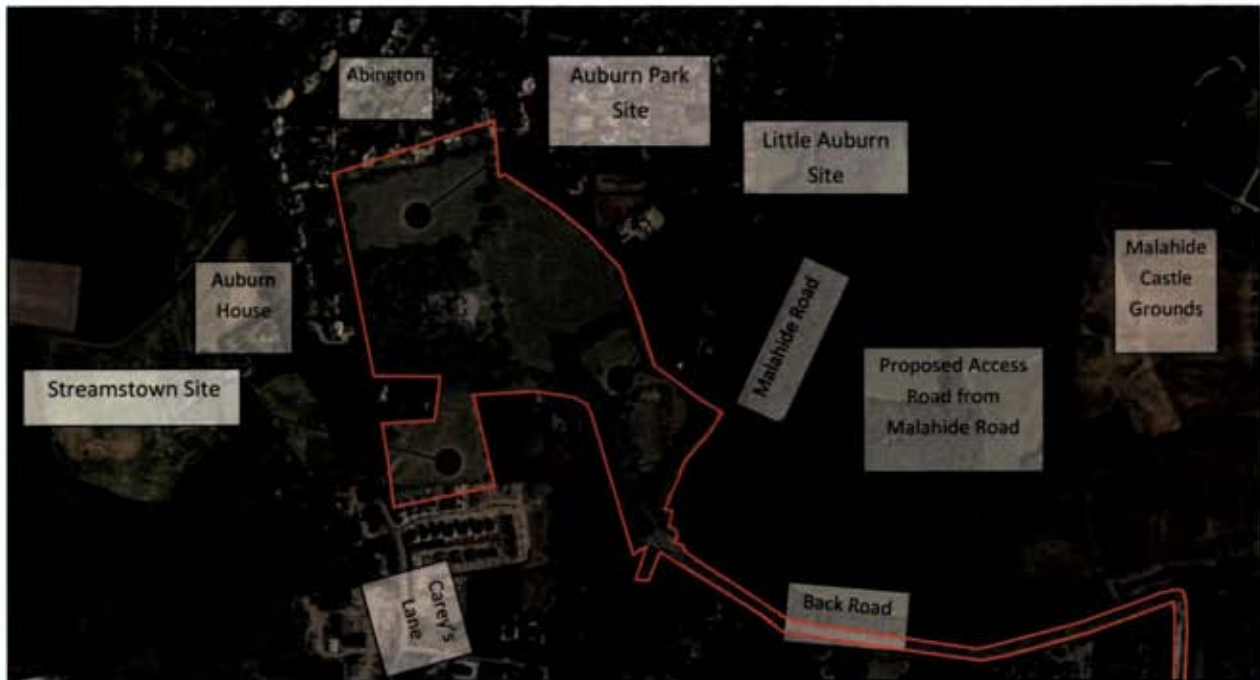 Abington
Auburn Park
Site
Little Auburn
Site
Malahide
Castle
Grounds
Auburn
House
Malahide Road
Streamstown Site
Proposed Access
Road from
Malahide Road
Carey's
Lane
Back Road